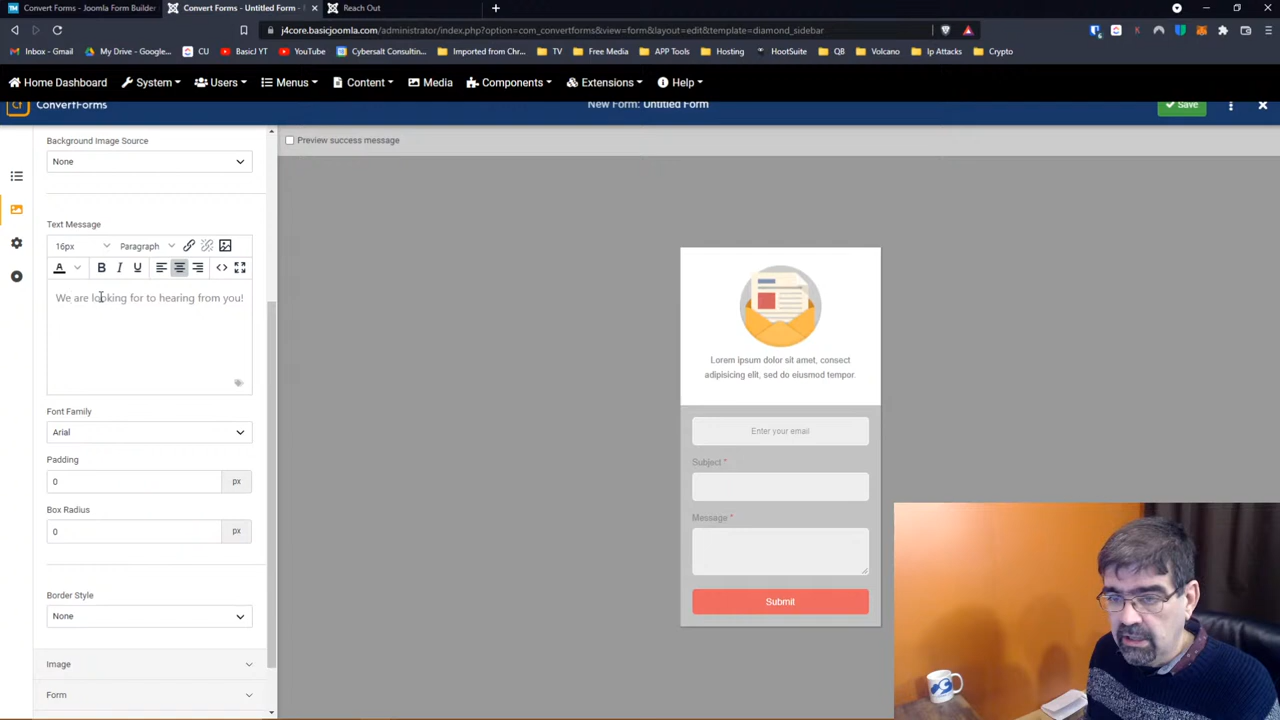 Convert Forms - Joomla Form Builder
Convert Forms - Untitled Form -
Reach Out
j4core.basicjoomla.com/administrator/index.php?option=com_convertforms&view=form&layout=edit&template=diamond_sidebar
Inbox - Gmail
My Drive - Google...
CU
BasicJ YT
YouTube
Cybersalt Consulting...
Imported from Chr...
TV
Free Media
APP Tools
Hosting
HootSuite
QB
Volcano
Ip Attacks
Crypto
Home Dashboard
System
Users
Menus
Content
Media
Components
Extensions
Help
Cf
ConvertForms
New Form: Untitled Form
Save
Background Image Source
None
Preview success message
Text Message
16px
Paragraph
A
B
I
U
We are looking for to hearing from you!
Font Family
Arial
Padding
0
px
Box Radius
0
px
Border Style
None
Image
Form
Lorem ipsum dolor sit amet, consect
adipisicing elit, sed do eiusmod tempor.
Enter your email
Subject *
Message *
Submit